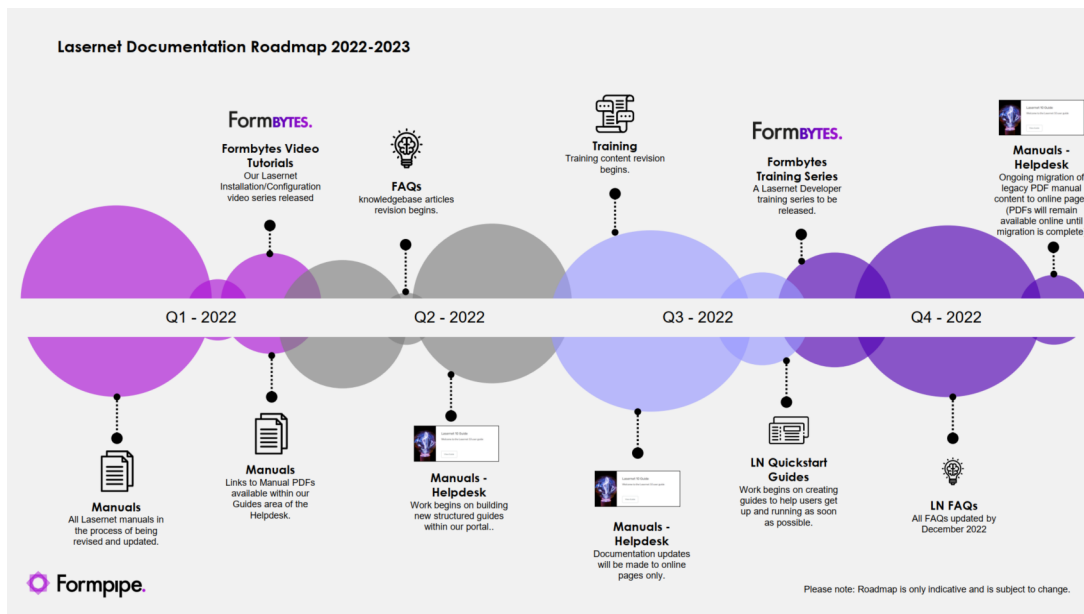 Lasernet Documentation Roadmap 2022-2023
FormBYTES.
Formbytes Video
Tutorials
Our Lasernet
Installation/Configuration
video series released
FAQs
knowledgebase articles
revision begins.
Training
Training content revision
begins.
FormBYTES.
Formbytes
Training Series
A Lasernet Developer
training series to be
released.
Manuals -
Helpdesk
Ongoing migration of
legacy PDF manual
content to online page
(PDFs will remain
available online until
migration is complete
Q1 - 2022
Q2 - 2022
Q3 - 2022
Q4 - 2022
Manuals
All Lasernet manuals in
the process of being
revised and updated.
Manuals
Links to Manual PDFs
available within our
Guides area of the
Helpdesk.
Manuals -
Helpdesk
Work begins on building
new structured guides
within our portal..
Manuals -
Helpdesk
Documentation updates
will be made to online
pages only.
LN Quickstart
Guides
Work begins on creating
guides to help users get
up and running as soon
as possible.
LN FAQs
All FAQs updated by
December 2022
Formpipe.
Please note: Roadmap is only indicative and is subject to change.